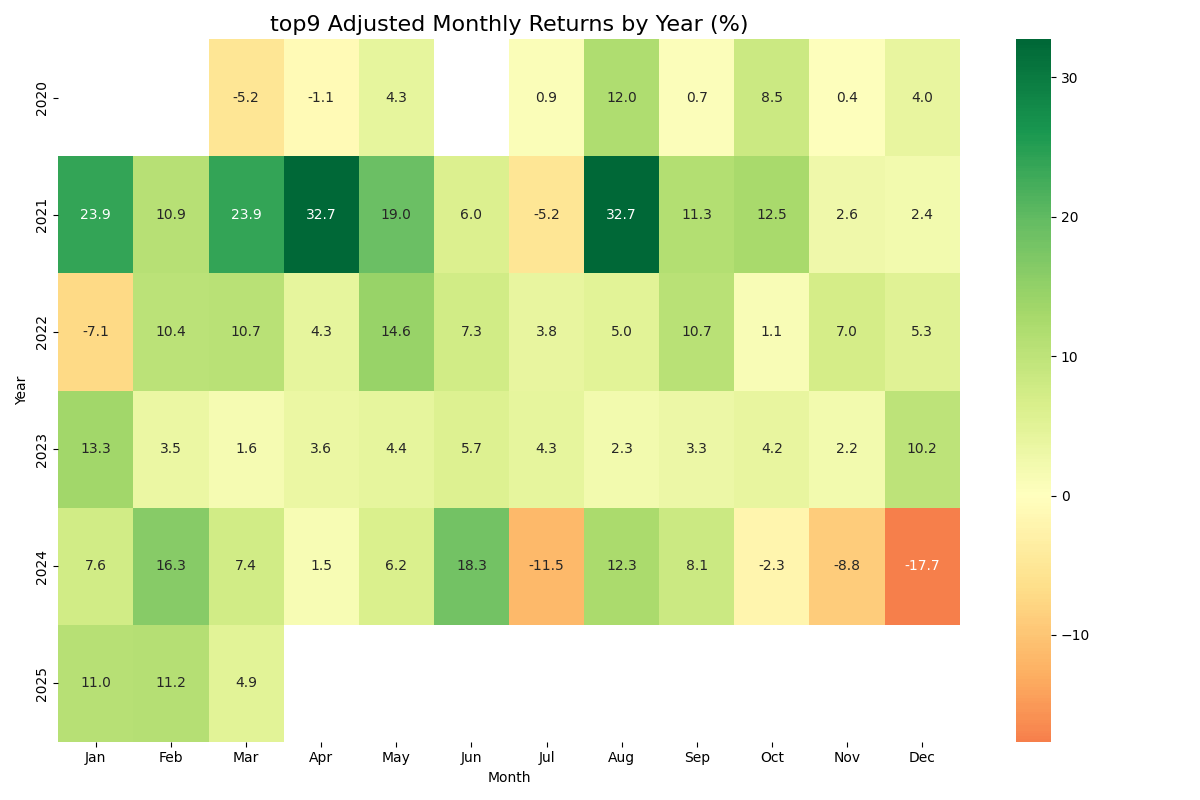 top9 Adjusted Monthly Returns by Year (%)
2020 -5.2 -1.1 4.3 0.9 12.0 0.7 8.5 0.4 4.0
2021 23.9 10.9 23.9 32.7 19.0 6.0 -5.2 32.7 11.3 12.5 2.6 2.4
2022 -7.1 10.4 10.7 4.3 14.6 7.3 3.8 5.0 10.7 1.1 7.0 5.3
2023 13.3 3.5 1.6 3.6 4.4 5.7 4.3 2.3 3.3 4.2 2.2 10.2
2024 7.6 16.3 7.4 1.5 6.2 18.3 -11.5 12.3 8.1 -2.3 -8.8 -17.7
2025 11.0 11.2 4.9
Jan Feb Mar Apr May Jun Jul Aug Sep Oct Nov Dec
Month
Year
30
20
10
0
−10